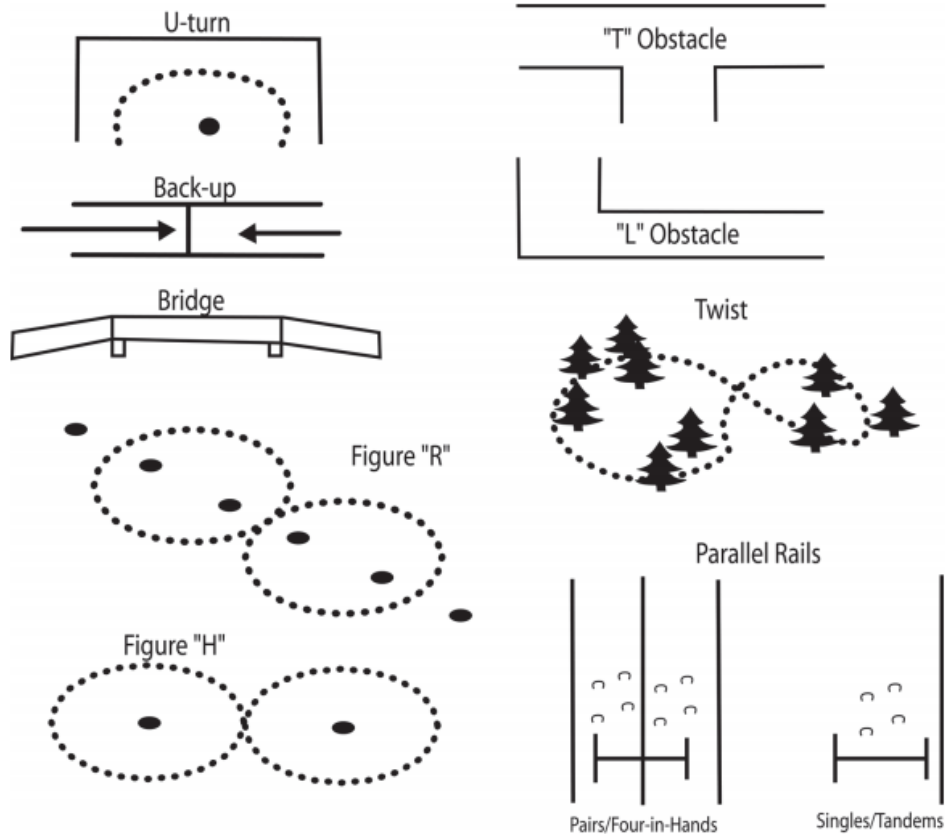 U-turn
"T" Obstacle
Back-up
"L" Obstacle
Bridge
Twist
Figure "R"
Parallel Rails
Figure "H"
Pairs/Four-in-Hands
Singles/Tandems